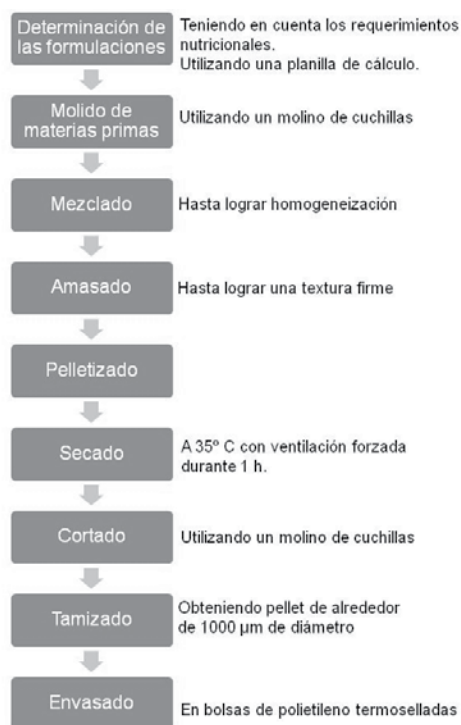 Determinación de
las formulaciones
Teniendo en cuenta los requerimientos
nutricionales.
Utilizando una planilla de cálculo.
Molido de
materias primas
Utilizando un molino de cuchillas
Mezclado
Hasta lograr homogeneización
Amasado
Hasta lograr una textura firme
Pelletizado
Secado
A 35º C con ventilación forzada
durante 1 h.
Cortado
Utilizando un molino de cuchillas
Tamizado
Obteniendo pellet de alrededor
de 1000 µm de diámetro
Envasado
En bolsas de polietileno termoselladas